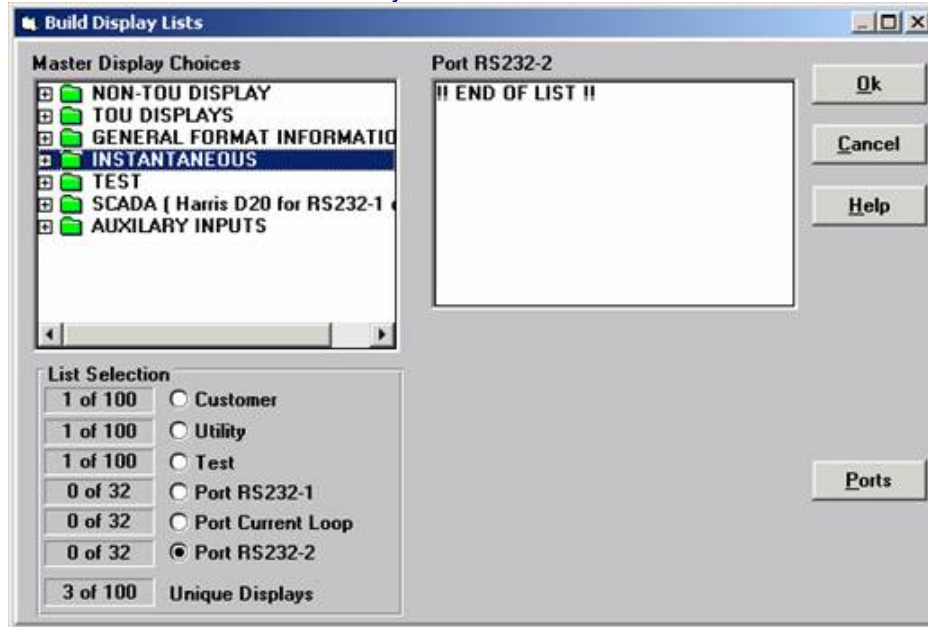 Build Display Lists
Master Display Choices
NON-TOU DISPLAY
TOU DISPLAYS
GENERAL FORMAT INFORMATIO
INSTANTANEOUS
TEST
SCADA ( Harris D20 for RS232-1
AUXILARY INPUTS
Port RS232-2
!! END OF LIST !!
Ok
Cancel
Help
List Selection
1 of 100 Customer
1 of 100 Utility
1 of 100 Test
0 of 32 Port RS232-1
0 of 32 Port Current Loop
0 of 32 Port RS232-2
3 of 100 Unique Displays
Ports